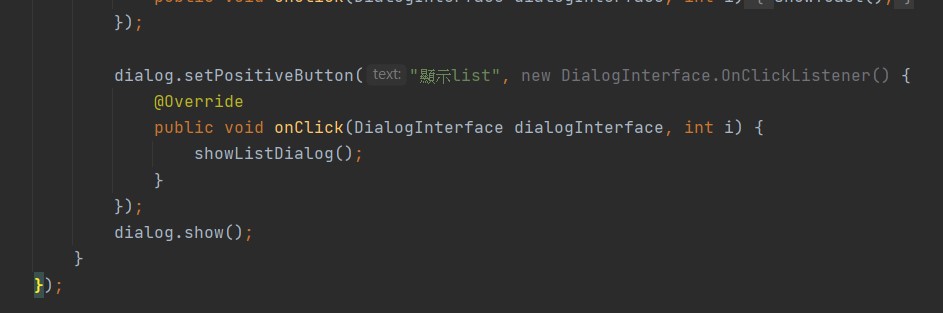 public void onClick(DialogInterface dialogInterface, int i) { showToast(); }
});
dialog.setPositiveButton( text: "顯示list", new DialogInterface.OnClickListener() {
@Override
public void onClick(DialogInterface dialogInterface, int i) {
showListDialog();
}
});
dialog.show();
}
});